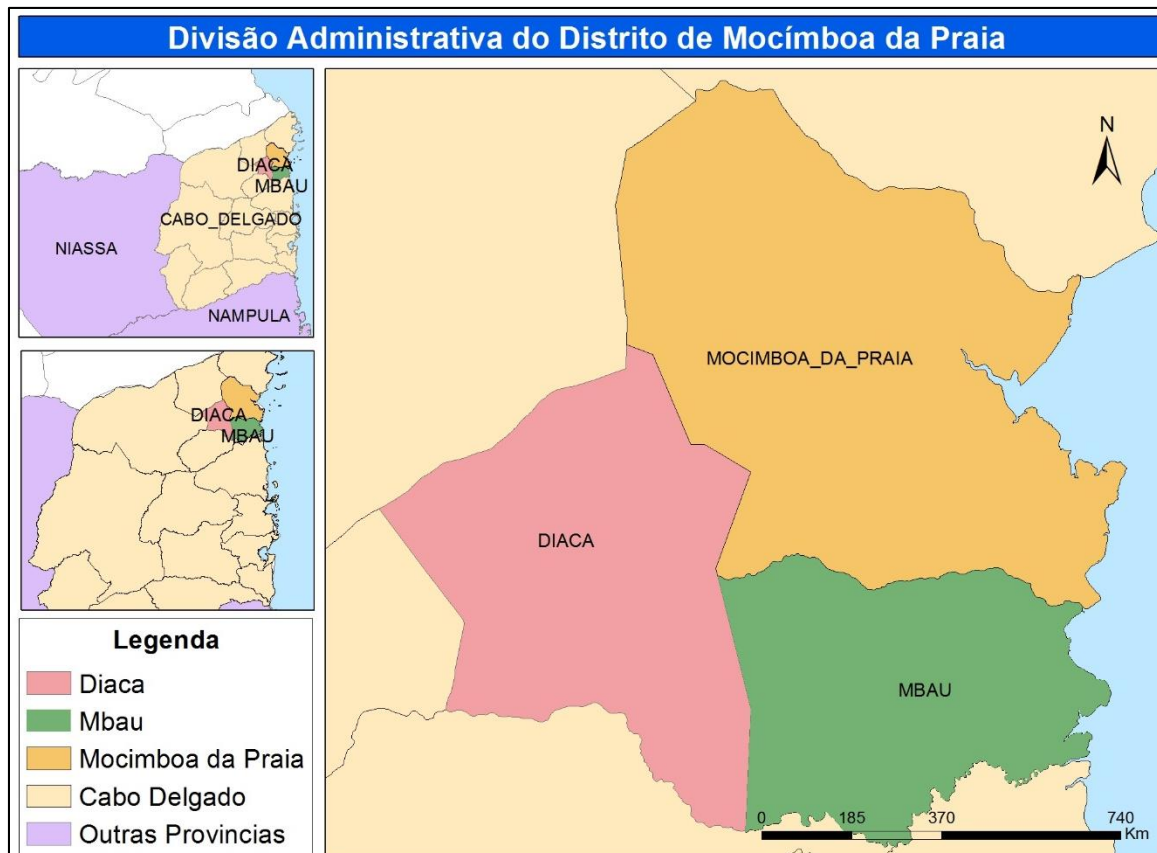 Divisão Administrativa do Distrito de Mocímboa da Praia
DIACA
MBAU
CABO_DELGADO
NIASSA
NAMPULA
DIACA
MBAU
Legenda
Diaca
Mbau
Mocimboa da Praia
Cabo Delgado
Outras Provincias
N
MOCIMBOA_DA_PRAIA
DIACA
MBAU
0 185 370 740
Km